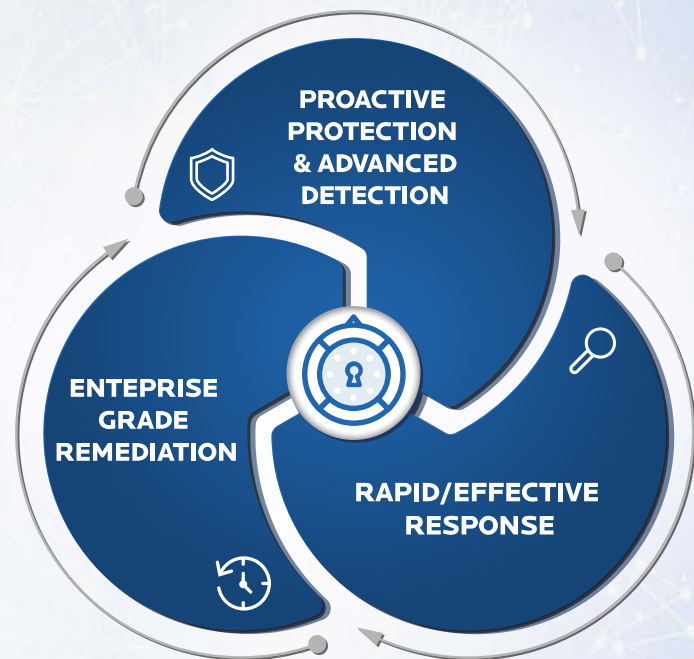 PROACTIVE
PROTECTION
& ADVANCED
DETECTION
ENTEPRISE
GRADE
REMEDIATION
RAPID/EFFECTIVE
RESPONSE